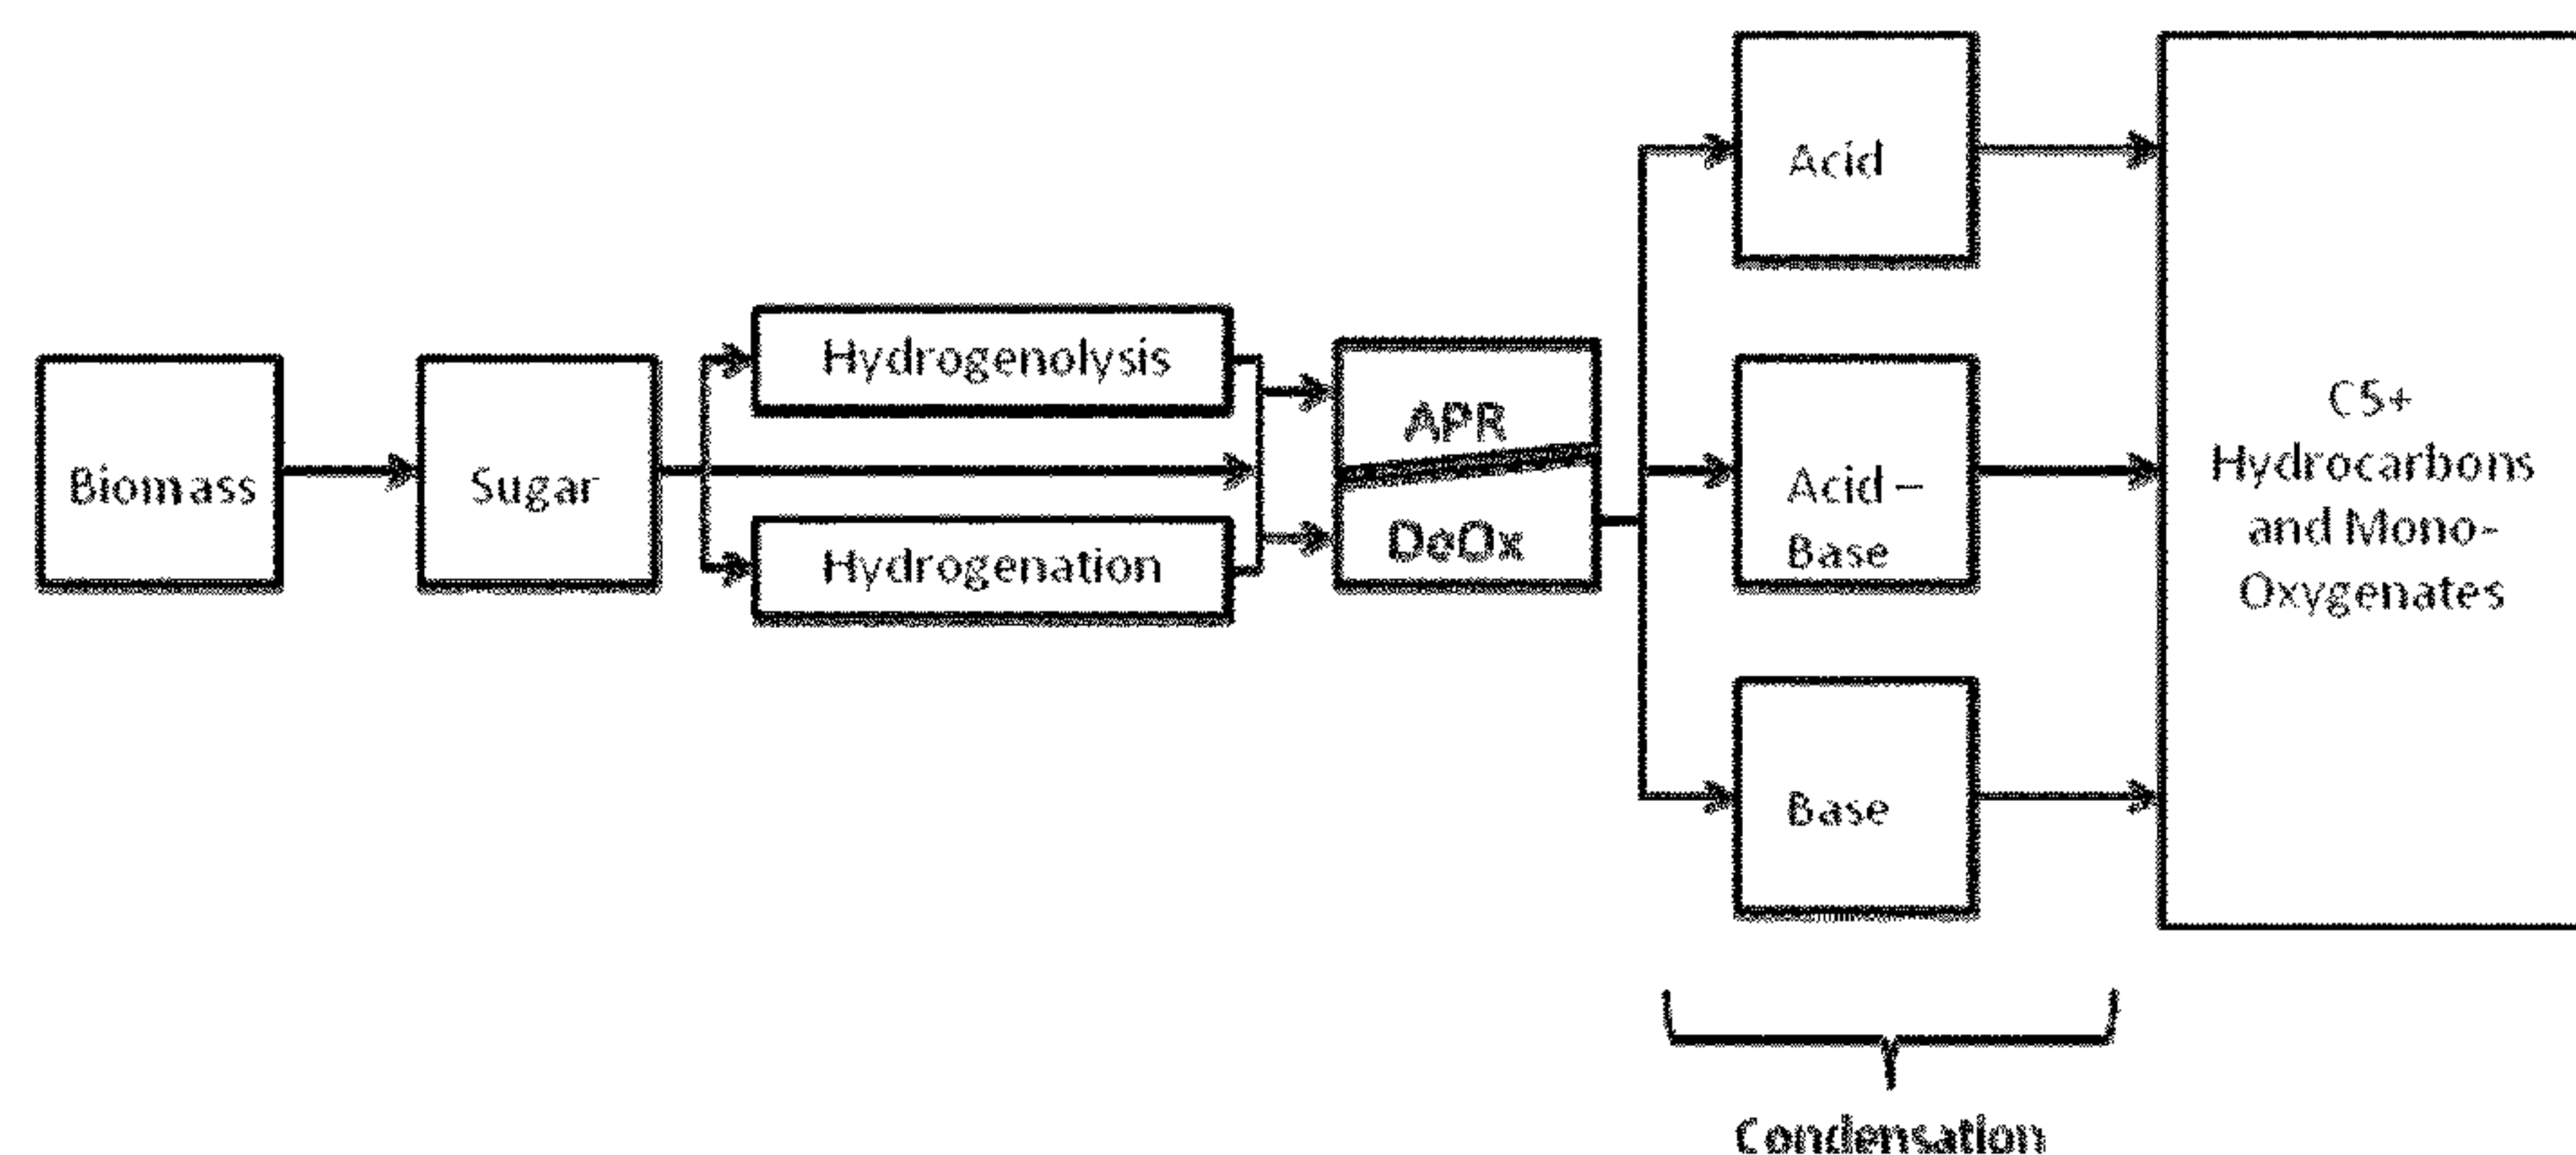 Biomass
Sugar
Hydrogenolysis
Hydrogenation
APR
DeOx
Acid
Acid –
Base
Base
C5+
Hydrocarbons
and Mono-
Oxygenates
Condensation